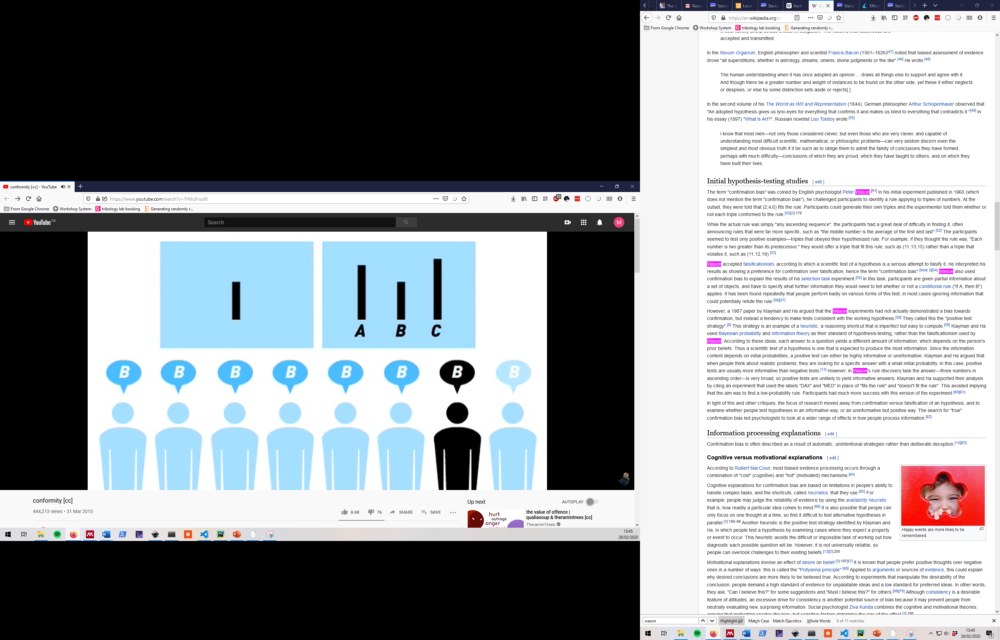 conformity [cc] - YouTube
https://www.youtube.com/watch?v=TrNIuFrso8I
11
From Google Chrome
Workshop System
tribology lab booking
Generating randomly r...
YouTube GB
Search
M
A B C
B B B B B B B B
conformity [cc]
444,213 views • 31 Mar 2010
8.6K
76
SHARE
SAVE
Up next
AUTOPLAY
hurt
outrage
anger
the value of offence |
qualiasoup & theramintrees [cc]
TheraminTrees
13:45
26/02/2020
The I
Reque
Startp
Loud
Startp
Asch
Co
Startp
Effect
Startp
https://en.wikipedia.org/w
From Google Chrome
Workshop System
tribology lab booking
Generating randomly r...
accepted and transmitted.
In the Novum Organum, English philosopher and scientist Francis Bacon (1561–1626)[47] noted that biased assessment of evidence
drove "all superstitions, whether in astrology, dreams, omens, divine judgments or the like".[48] He wrote:[48]
The human understanding when it has once adopted an opinion ... draws all things else to support and agree with it.
And though there be a greater number and weight of instances to be found on the other side, yet these it either neglects
or despises, or else by some distinction sets aside or rejects[.]
In the second volume of his The World as Will and Representation (1844), German philosopher Arthur Schopenhauer observed that
"An adopted hypothesis gives us lynx-eyes for everything that confirms it and makes us blind to everything that contradicts it."[49] In
his essay (1897) "What Is Art?", Russian novelist Leo Tolstoy wrote:[50]
I know that most men—not only those considered clever, but even those who are very clever, and capable of
understanding most difficult scientific, mathematical, or philosophic problems—can very seldom discern even the
simplest and most obvious truth if it be such as to oblige them to admit the falsity of conclusions they have formed,
perhaps with much difficulty—conclusions of which they are proud, which they have taught to others, and on which they
have built their lives.
Initial hypothesis-testing studies [ edit ]
The term "confirmation bias" was coined by English psychologist Peter Wason.[51] In his initial experiment published in 1960 (which
does not mention the term "confirmation bias"), he challenged participants to identify a rule applying to triples of numbers. At the
outset, they were told that (2,4,6) fits the rule. Participants could generate their own triples and the experimenter told them whether or
not each triple conformed to the rule.[52][3]:179
While the actual rule was simply "any ascending sequence", the participants had a great deal of difficulty in finding it, often
announcing rules that were far more specific, such as "the middle number is the average of the first and last".[52] The participants
seemed to test only positive examples—triples that obeyed their hypothesized rule. For example, if they thought the rule was, "Each
number is two greater than its predecessor," they would offer a triple that fit this rule, such as (11,13,15) rather than a triple that
violates it, such as (11,12,19).[53]
Wason accepted falsificationism, according to which a scientific test of a hypothesis is a serious attempt to falsify it. He interpreted his
results as showing a preference for confirmation over falsification, hence the term "confirmation bias".[Note 3][54] Wason also used
confirmation bias to explain the results of his selection task experiment.[55] In this task, participants are given partial information about
a set of objects, and have to specify what further information they would need to tell whether or not a conditional rule ("If A, then B")
applies. It has been found repeatedly that people perform badly on various forms of this test, in most cases ignoring information that
could potentially refute the rule.[56][57]
However, a 1987 paper by Klayman and Ha argued that the Wason experiments had not actually demonstrated a bias towards
confirmation, but instead a tendency to make tests consistent with the working hypothesis.[58] They called this the "positive test
strategy".[8] This strategy is an example of a heuristic: a reasoning shortcut that is imperfect but easy to compute.[59] Klayman and Ha
used Bayesian probability and information theory as their standard of hypothesis-testing, rather than the falsificationism used by
Wason. According to these ideas, each answer to a question yields a different amount of information, which depends on the person's
prior beliefs. Thus a scientific test of a hypothesis is one that is expected to produce the most information. Since the information
content depends on initial probabilities, a positive test can either be highly informative or uninformative. Klayman and Ha argued that
when people think about realistic problems, they are looking for a specific answer with a small initial probability. In this case, positive
tests are usually more informative than negative tests.[13] However, in Wason's rule discovery task the answer—three numbers in
ascending order—is very broad, so positive tests are unlikely to yield informative answers. Klayman and Ha supported their analysis
by citing an experiment that used the labels "DAX" and "MED" in place of "fits the rule" and "doesn't fit the rule". This avoided implying
that the aim was to find a low-probability rule. Participants had much more success with this version of the experiment.[60][61]
In light of this and other critiques, the focus of research moved away from confirmation versus falsification of an hypothesis, and to
examine whether people test hypotheses in an informative way, or an uninformative but positive way. The search for "true"
confirmation bias led psychologists to look at a wider range of effects in how people process information.[62]
Information processing explanations [ edit ]
Confirmation bias is often described as a result of automatic, unintentional strategies rather than deliberate deception.[14][63]
Cognitive versus motivational explanations [ edit ]
According to Robert MacCoun, most biased evidence processing occurs through a
combination of "cold" (cognitive) and "hot" (motivated) mechanisms.[64]
Cognitive explanations for confirmation bias are based on limitations in people's ability to
handle complex tasks, and the shortcuts, called heuristics, that they use.[65] For
example, people may judge the reliability of evidence by using the availability heuristic
that is, how readily a particular idea comes to mind.[66] It is also possible that people can
only focus on one thought at a time, so find it difficult to test alternative hypotheses in
parallel.[3]:198–99 Another heuristic is the positive test strategy identified by Klayman and
Ha, in which people test a hypothesis by examining cases where they expect a property
or event to occur. This heuristic avoids the difficult or impossible task of working out how
diagnostic each possible question will be. However, it is not universally reliable, so
people can overlook challenges to their existing beliefs.[13][3]:200
Happy events are more likely to be
remembered.
Motivational explanations involve an effect of desire on belief.[3]:197[67] It is known that people prefer positive thoughts over negative
ones in a number of ways: this is called the "Pollyanna principle".[68] Applied to arguments or sources of evidence, this could explain
why desired conclusions are more likely to be believed true. According to experiments that manipulate the desirability of the
conclusion, people demand a high standard of evidence for unpalatable ideas and a low standard for preferred ideas. In other words,
they ask, "Can I believe this?" for some suggestions and,"Must I believe this?" for others.[69][70] Although consistency is a desirable
feature of attitudes, an excessive drive for consistency is another potential source of bias because it may prevent people from
neutrally evaluating new, surprising information. Social psychologist Ziva Kunda combines the cognitive and motivational theories,
arguing that motivation creates the bias, but cognitive factors determine the size of the effect.[3]:198
wason
Highlight All
Match Case
Match Diacritics
Whole Words
8 of 11 matches
13:45
26/02/2020